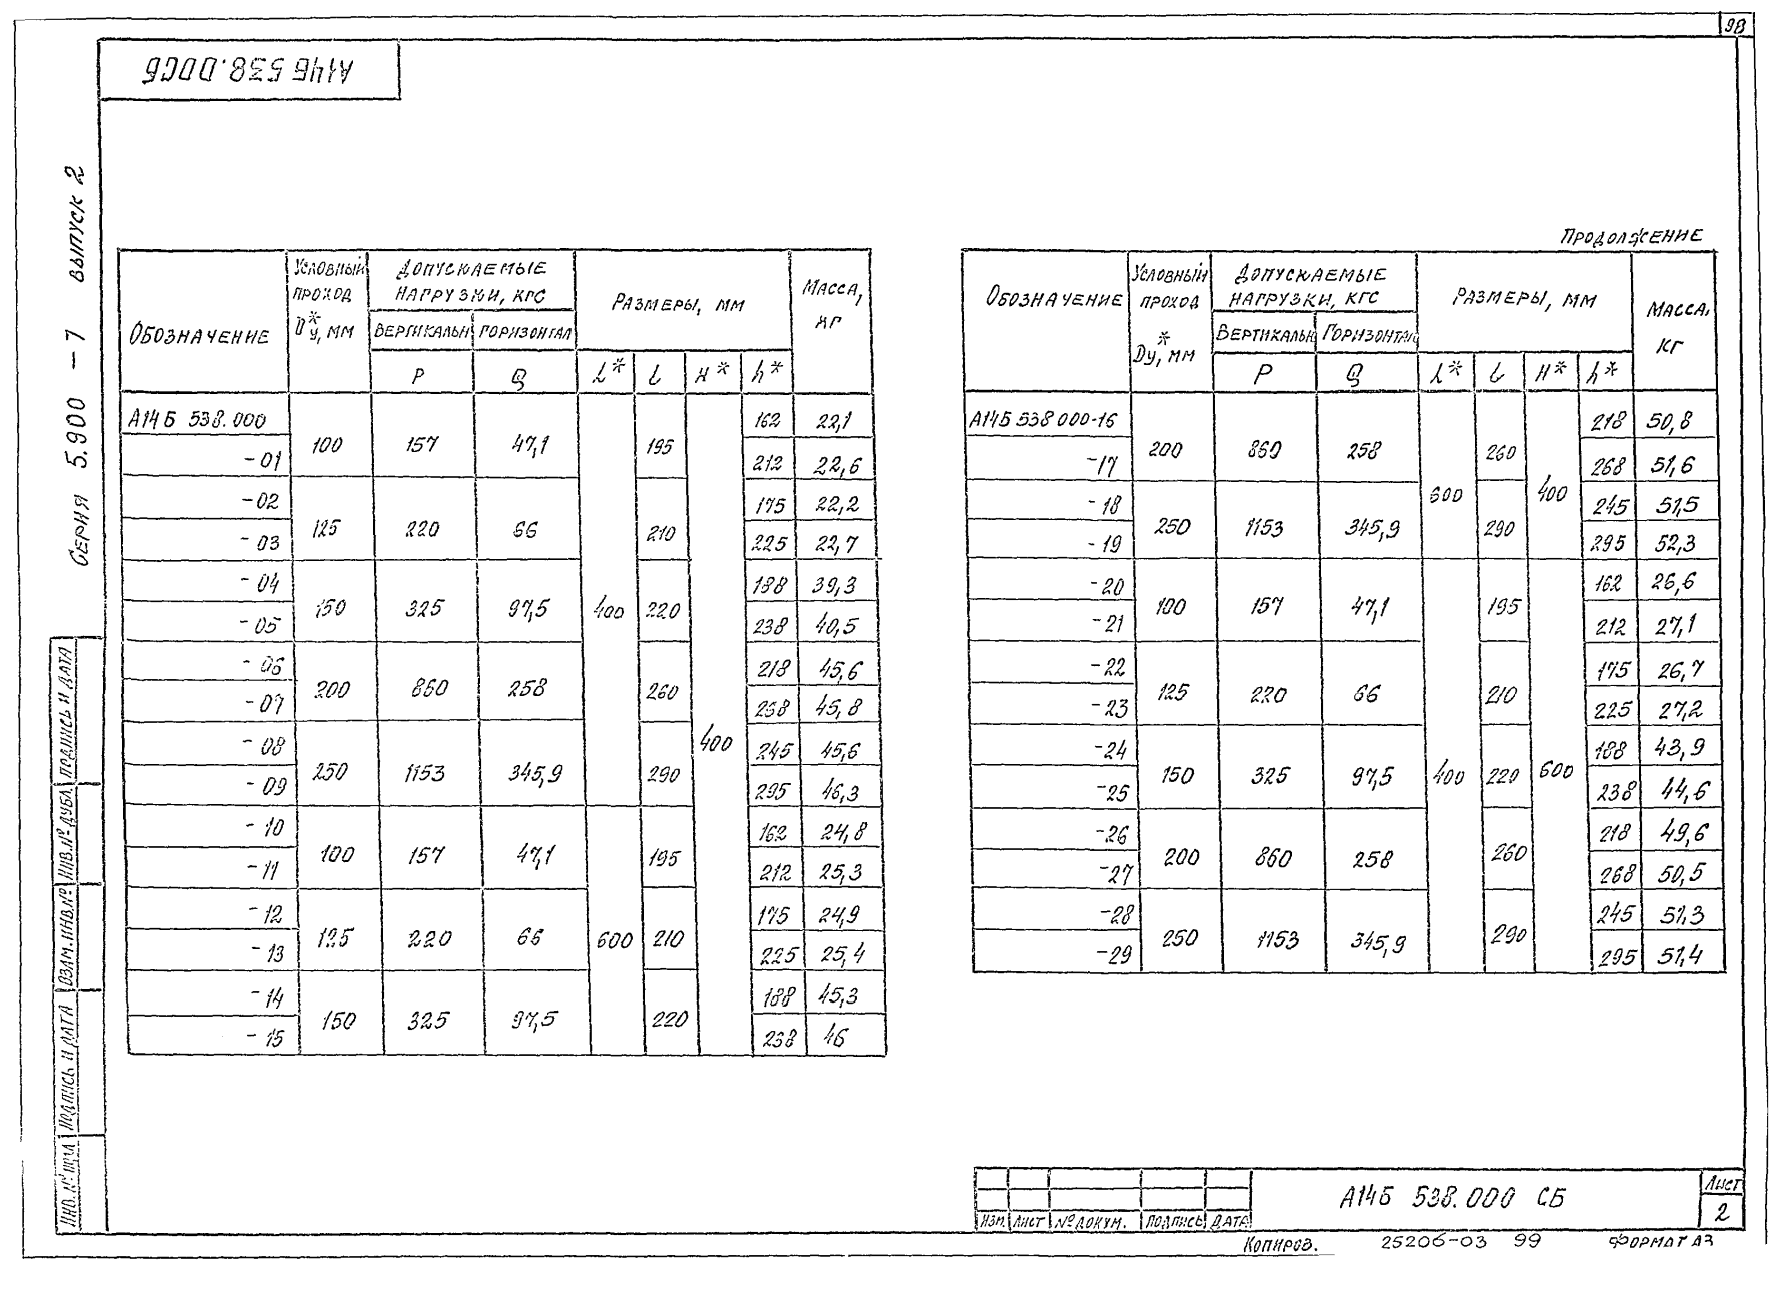 98
А14Б 538.000СБ
Серия 5.900 – 7 выпуск 2
Обозначение
Условный проход Dу*, мм
Допускаемые нагрузки, кгс
Размеры, мм
Масса, кг
вертикальн
горизонтал
P
Q
L*
l
H*
h*
А14Б 538.000 100 157 47,1 400 195 400 162 22,1
-01 212 22,6
-02 125 220 66 210 175 22,2
-03 225 22,7
-04 150 325 97,5 220 188 39,3
-05 238 40,5
-06 200 860 258 260 218 45,6
-07 268 45,8
-08 250 1153 345,9 290 245 45,6
-09 295 46,3
-10 100 157 47,1 600 195 162 24,8
-11 212 25,3
-12 125 220 66 210 175 24,9
-13 225 25,4
-14 150 325 97,5 220 188 45,3
-15 238 46
Продолжение
Обозначение
Условный проход Dу*, мм
Допускаемые нагрузки, кгс
Размеры, мм
Масса, кг
Вертикальн
Горизонтал
P
Q
L*
l
H*
h*
А14Б 538 000-16 200 860 258 600 260 400 218 50,8
-17 268 51,6
-18 250 1153 345,9 290 245 51,5
-19 295 52,3
-20 100 157 47,1 400 195 600 162 26,6
-21 212 27,1
-22 125 220 66 210 175 26,7
-23 225 27,2
-24 150 325 97,5 220 188 43,9
-25 238 44,6
-26 200 860 258 260 218 49,6
-27 268 50,5
-28 250 1153 345,9 290 245 51,3
-29 295 51,4
Инв. № подл
Подпись и дата
Взам. инв. №
Инв. № дубл
Подпись и дата
Изм. Лист № докум. Подпись Дата
А14Б 538.000 СБ
Лист
2
Копиров. 25206-03 99 Формат А3